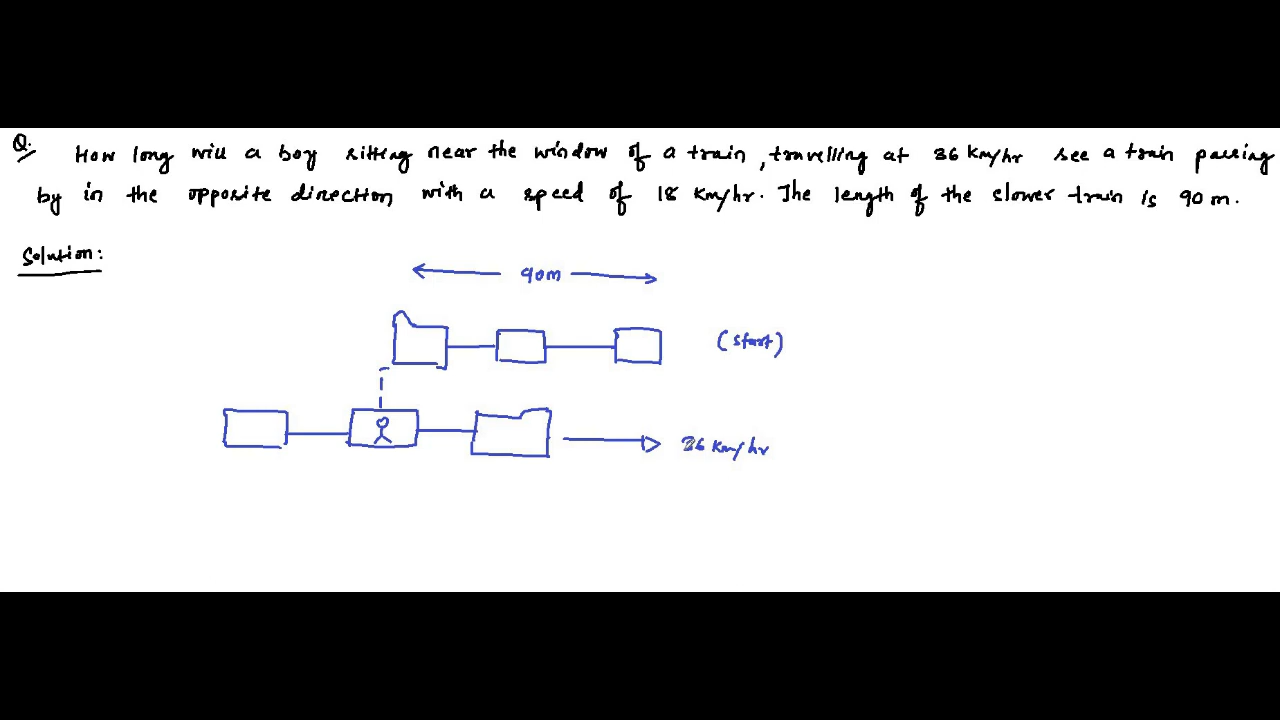 Q. How long will a boy sitting near the window of a train, travelling at 36 Km/hr see a train passing
by in the opposite direction with a speed of 18 Km/hr. The length of the slower train is 90 m.
Solution:
90m
(start)
36 Km/hr